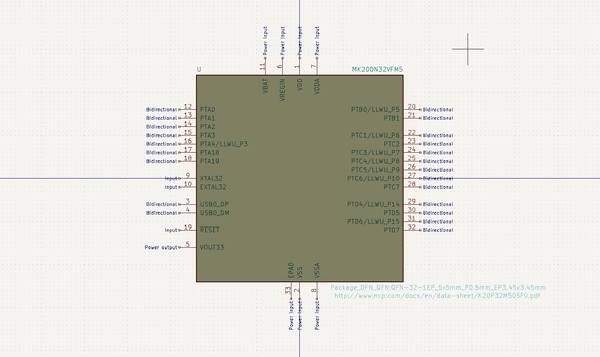 Power input Power input Power input
U MK20DN32VFM5
11 6 1 7
VBAT VREGIN VDD VDDA
Bidirectional 12 PTA0 PTB0/LLWU_P5 20 Bidirectional
Bidirectional 13 PTA1 PTB1 21 Bidirectional
Bidirectional 14 PTA2
Bidirectional 15 PTA3 PTC1/LLWU_P6 22 Bidirectional
Bidirectional 16 PTA4/LLWU_P3 PTC2 23 Bidirectional
Bidirectional 17 PTA18 PTC3/LLWU_P7 24 Bidirectional
Bidirectional 18 PTA19 PTC4/LLWU_P8 25 Bidirectional
PTC5/LLWU_P9 26 Bidirectional
Input 9 XTAL32 PTC6/LLWU_P10 27 Bidirectional
Input 10 EXTAL32 PTC7 28 Bidirectional
Bidirectional 3 USB0_DP PTD4/LLWU_P14 29 Bidirectional
Bidirectional 4 USB0_DM PTD5 30 Bidirectional
PTD6/LLWU_P15 31 Bidirectional
Input 19 RESET PTD7 32 Bidirectional
Power output 5 VOUT33
EPAD VSS VSSA
33 2 8
Package_DFN_QFN:QFN-32-1EP_5x5mm_P0.5mm_EP3.45x3.45mm
http://www.nxp.com/docs/en/data-sheet/K20P32M50SF0.pdf
Power input Power input Power input